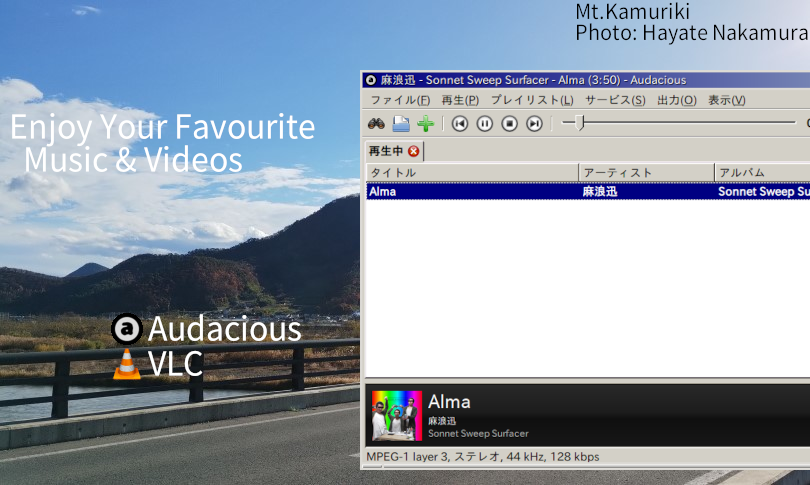 Mt.Kamuriki
Photo: Hayate Nakamura
Enjoy Your Favourite
Music & Videos
a Audacious
VLC
麻浪迅 - Sonnet Sweep Surfacer - Alma (3:50) - Audacious
ファイル(F) 再生(P) プレイリスト(L) サービス(S) 出力(O) 表示(V)
再生中
タイトル アーティスト アルバム
Alma 麻浪迅 Sonnet Sweep Su
Alma
麻浪迅
Sonnet Sweep Surfacer
MPEG-1 layer 3, ステレオ, 44 kHz, 128 kbps